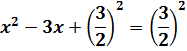 x² − 3x + (3/2)² = (3/2)²